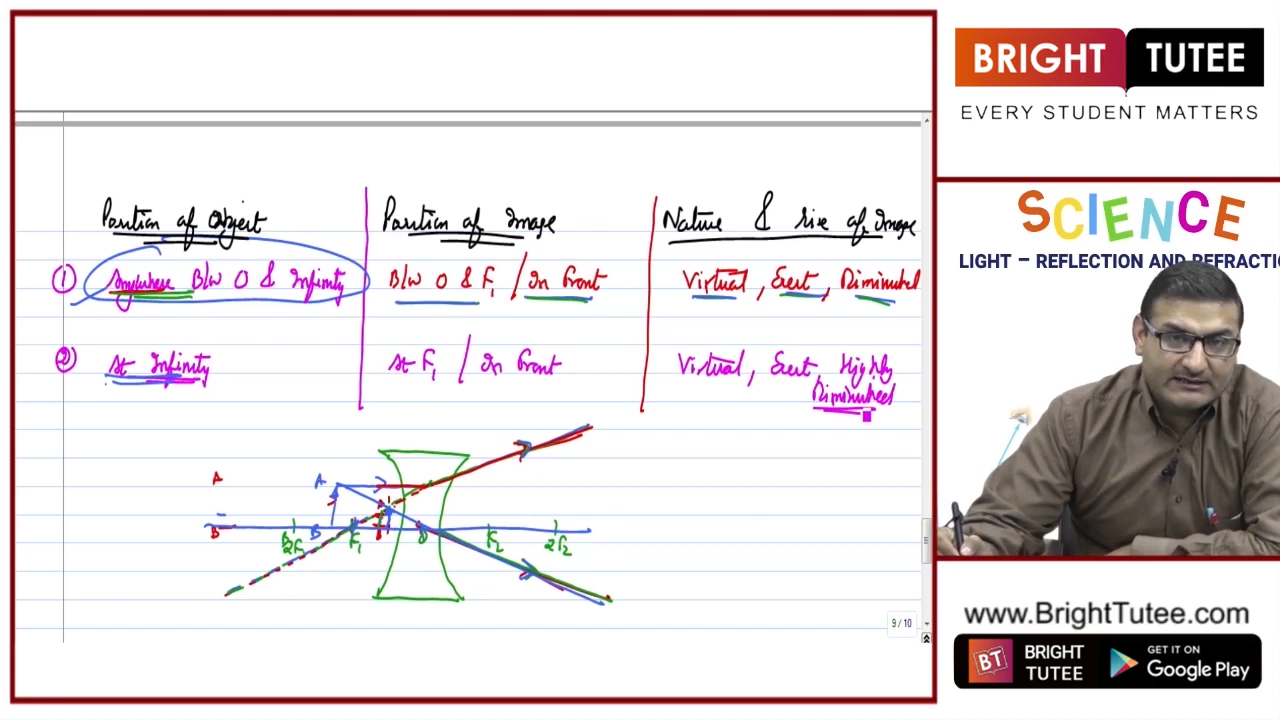 BRIGHT TUTEE
EVERY STUDENT MATTERS
SCIENCE
LIGHT – REFLECTION AND REFRACTI
Position of Object
Position of Image
Nature & size of Image
① Anywhere B/W O & Infinity
B/W O & F1 / In Front
Virtual, Erect, Diminished
② At Infinity
At F1 / In Front
Virtual, Erect, Highly
Diminished
A
A
B
B
2F1
F1
O
F2
2F2
9 / 10
www.BrightTutee.com
BT
BRIGHT
TUTEE
GET IT ON
Google Play